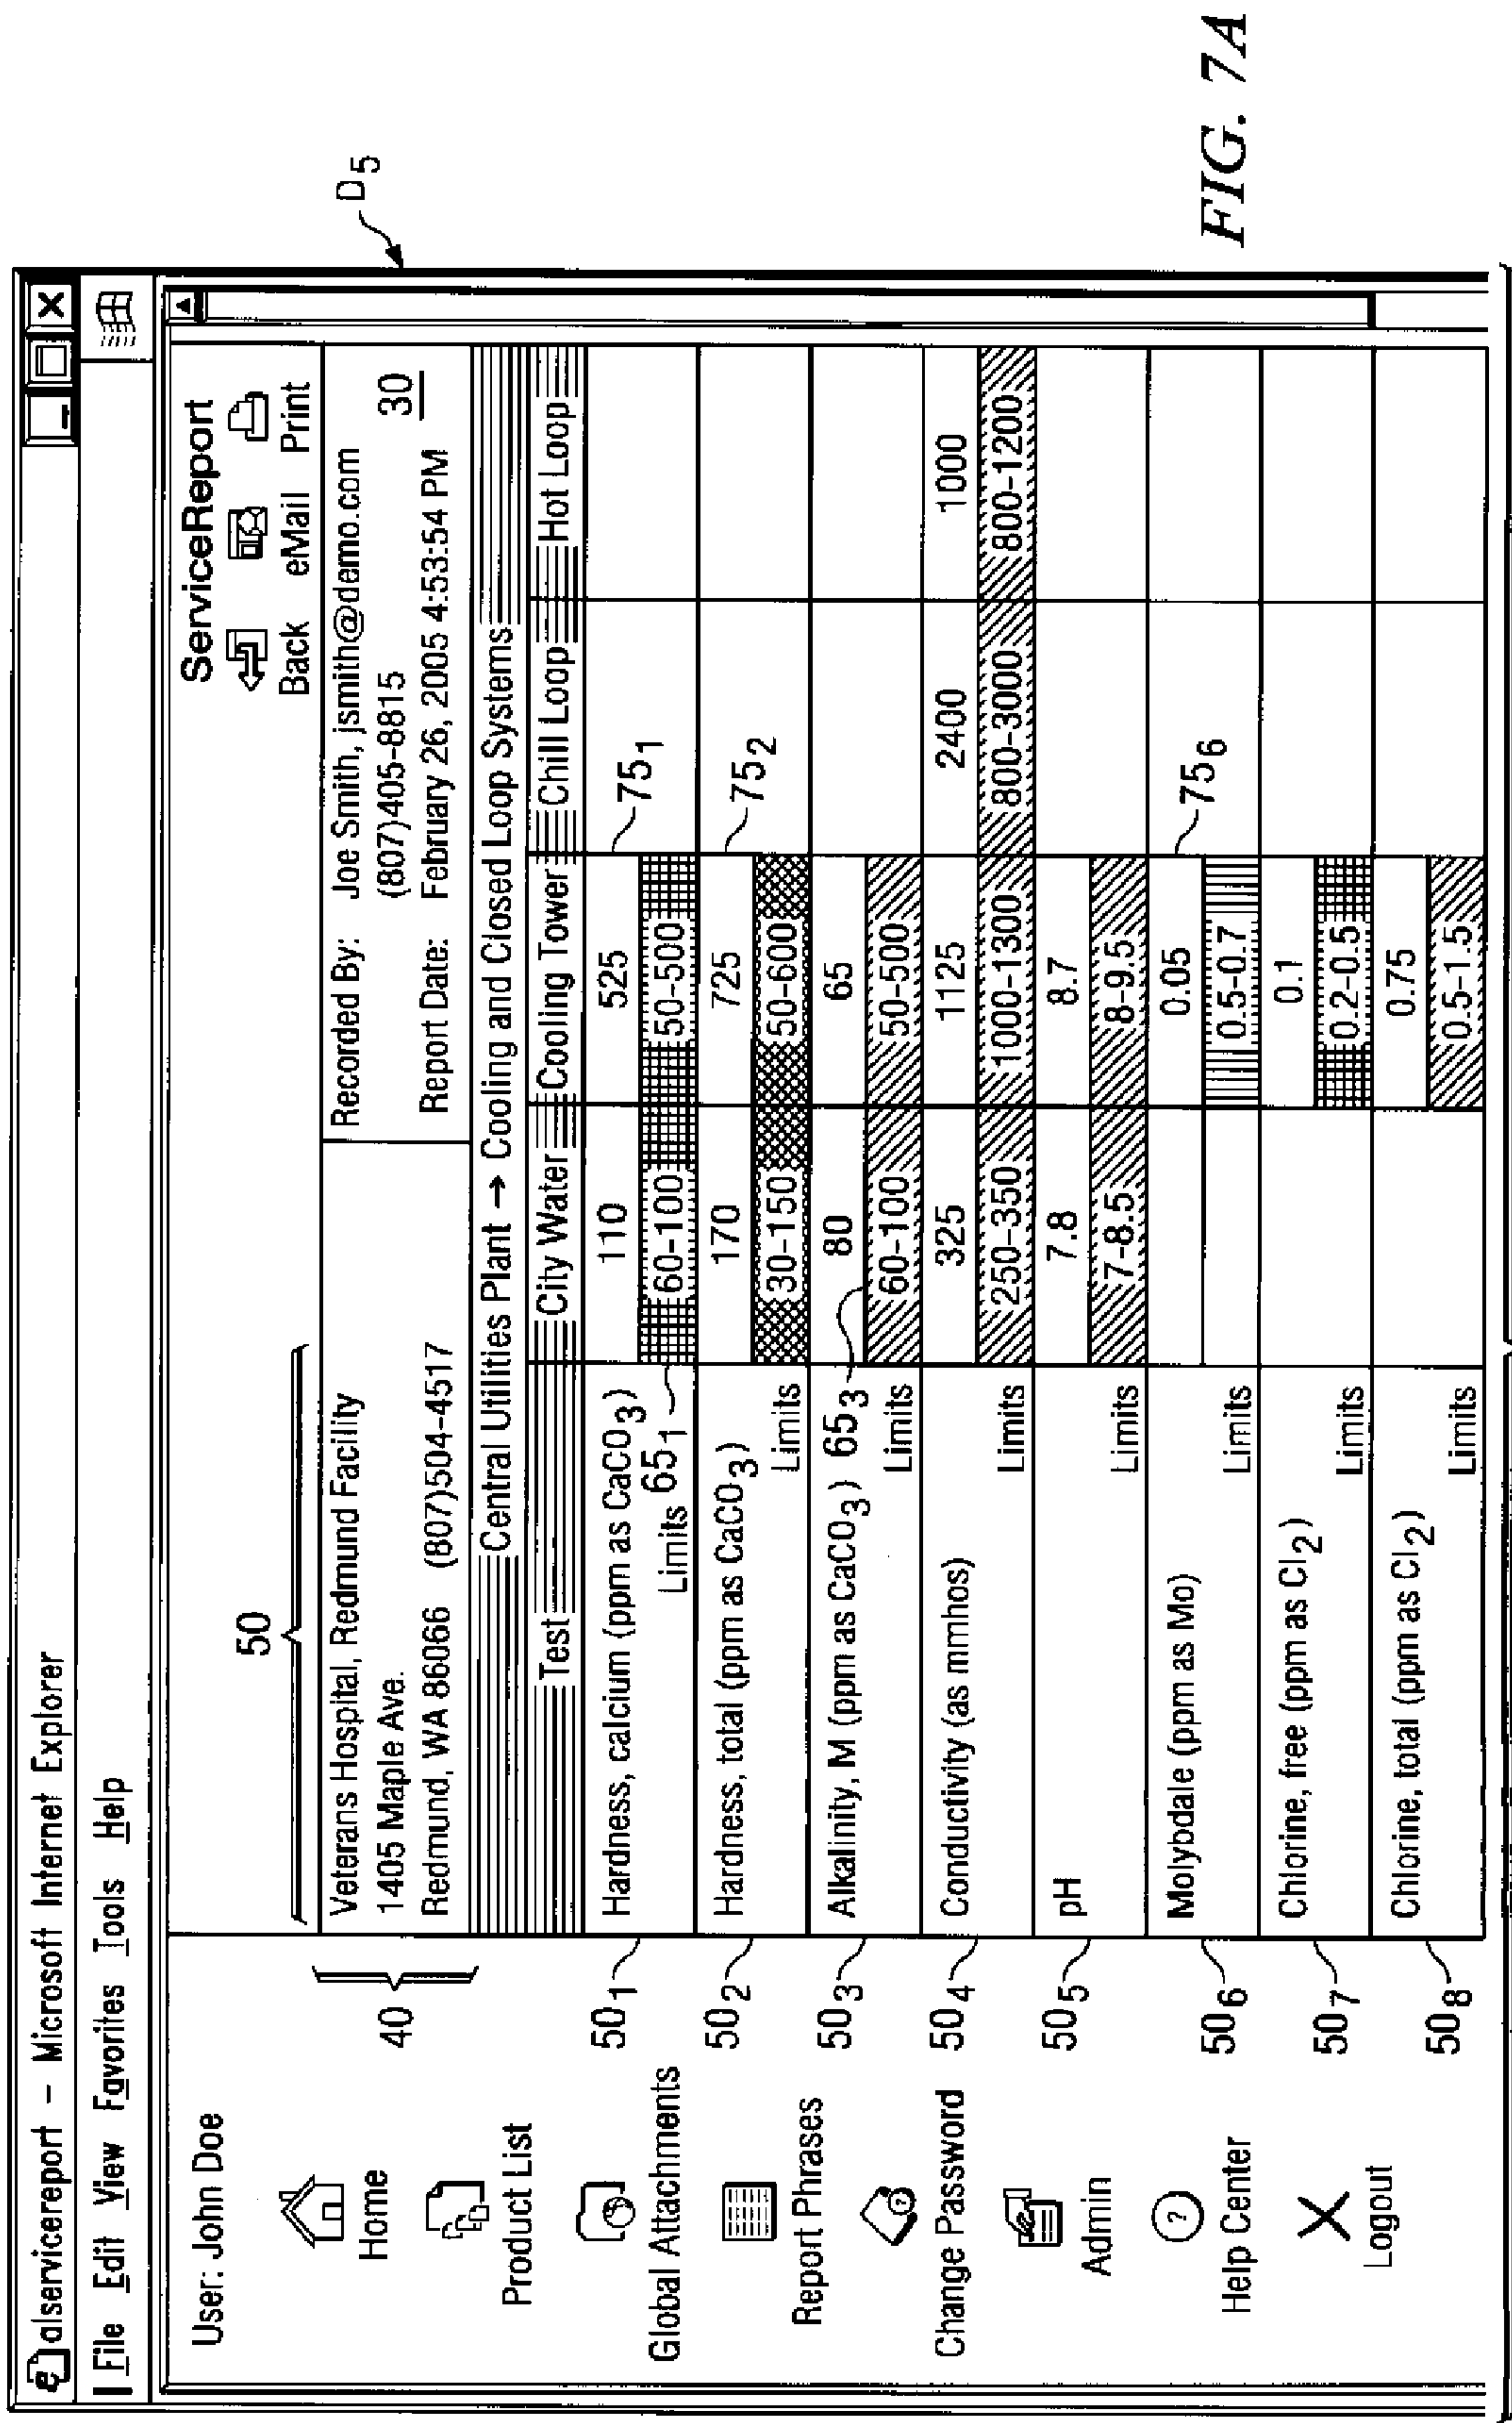 alservicereport – Microsoft Internet Explorer
File Edit View Favorites Tools Help
User: John Doe
Home
Product List
Global Attachments
Report Phrases
Change Password
Admin
Help Center
Logout
ServiceReport
Back eMail Print
50
40
Veterans Hospital, Redmund Facility
1405 Maple Ave.
Redmund, WA 86066 (807)504-4517
Recorded By: Joe Smith, jsmith@demo.com
(807)405-8815
Report Date: February 26, 2005 4:53:54 PM
30
D5
Central Utilities Plant → Cooling and Closed Loop Systems
Test City Water Cooling Tower Chill Loop Hot Loop
501 Hardness, calcium (ppm as CaCO3) 110 525 751
Limits 651 60-100 50-500
502 Hardness, total (ppm as CaCO3) 170 725 752
Limits 30-150 50-600
503 Alkalinity, M (ppm as CaCO3) 653 80 65
Limits 60-100 50-500
504 Conductivity (as mmhos) 325 1125 2400 1000
Limits 250-350 1000-1300 800-3000 800-1200
505 pH 7.8 8.7
Limits 7-8.5 8-9.5
506 Molybdale (ppm as Mo) 0.05 756
Limits 0.5-0.7
507 Chlorine, free (ppm as Cl2) 0.1
Limits 0.2-0.5
508 Chlorine, total (ppm as Cl2) 0.75
Limits 0.5-1.5
FIG. 7A